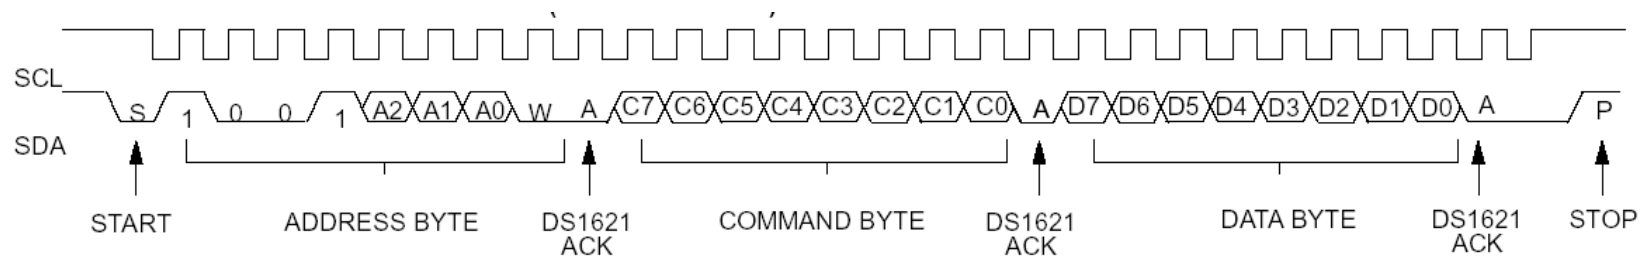 SCL
S 1 0 0 1 A2 A1 A0 W A C7 C6 C5 C4 C3 C2 C1 C0 A D7 D6 D5 D4 D3 D2 D1 D0 A P
SDA
START ADDRESS BYTE DS1621 ACK COMMAND BYTE DS1621 ACK DATA BYTE DS1621 ACK STOP